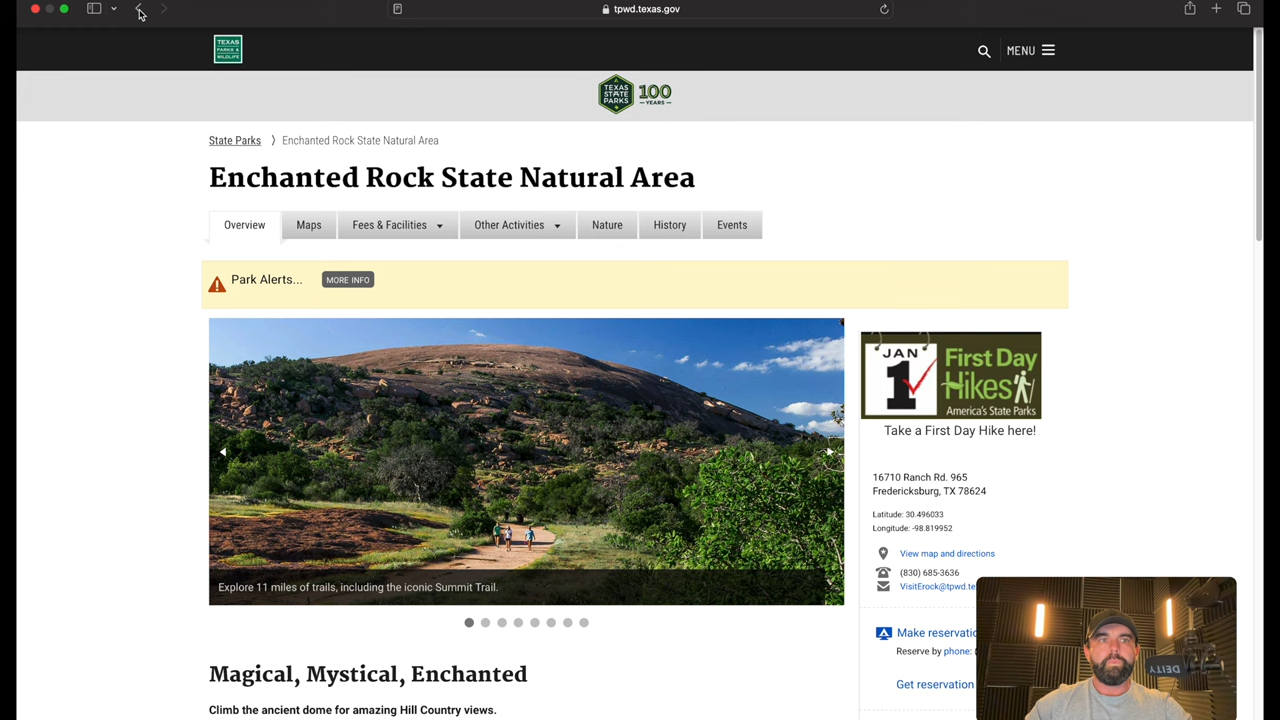 tpwd.texas.gov
TEXAS
PARKS &
WILDLIFE
MENU
TEXAS
STATE
PARKS
100
YEARS
State Parks 〉 Enchanted Rock State Natural Area
Enchanted Rock State Natural Area
Overview
Maps
Fees & Facilities
Other Activities
Nature
History
Events
Park Alerts...
MORE INFO
Explore 11 miles of trails, including the iconic Summit Trail.
JAN
1
First Day
Hikes
America's State Parks
Take a First Day Hike here!
16710 Ranch Rd. 965
Fredericksburg, TX 78624
Latitude: 30.496033
Longitude: -98.819952
View map and directions
(830) 685-3636
VisitErock@tpwd.te
Make reservatio
Reserve by phone:
Get reservation
DEITY
Magical, Mystical, Enchanted
Climb the ancient dome for amazing Hill Country views.